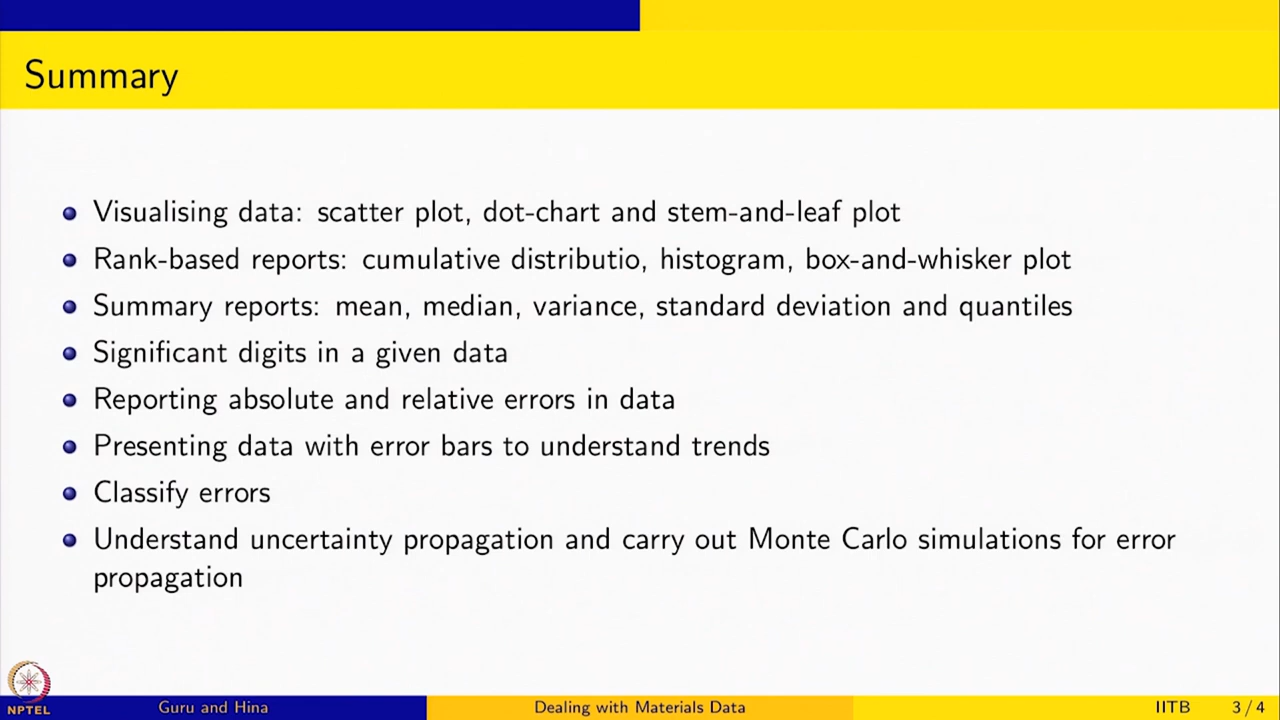 Summary
Visualising data: scatter plot, dot-chart and stem-and-leaf plot
Rank-based reports: cumulative distributio, histogram, box-and-whisker plot
Summary reports: mean, median, variance, standard deviation and quantiles
Significant digits in a given data
Reporting absolute and relative errors in data
Presenting data with error bars to understand trends
Classify errors
Understand uncertainty propagation and carry out Monte Carlo simulations for error
propagation
NPTEL
Guru and Hina
Dealing with Materials Data
IITB
3 / 4